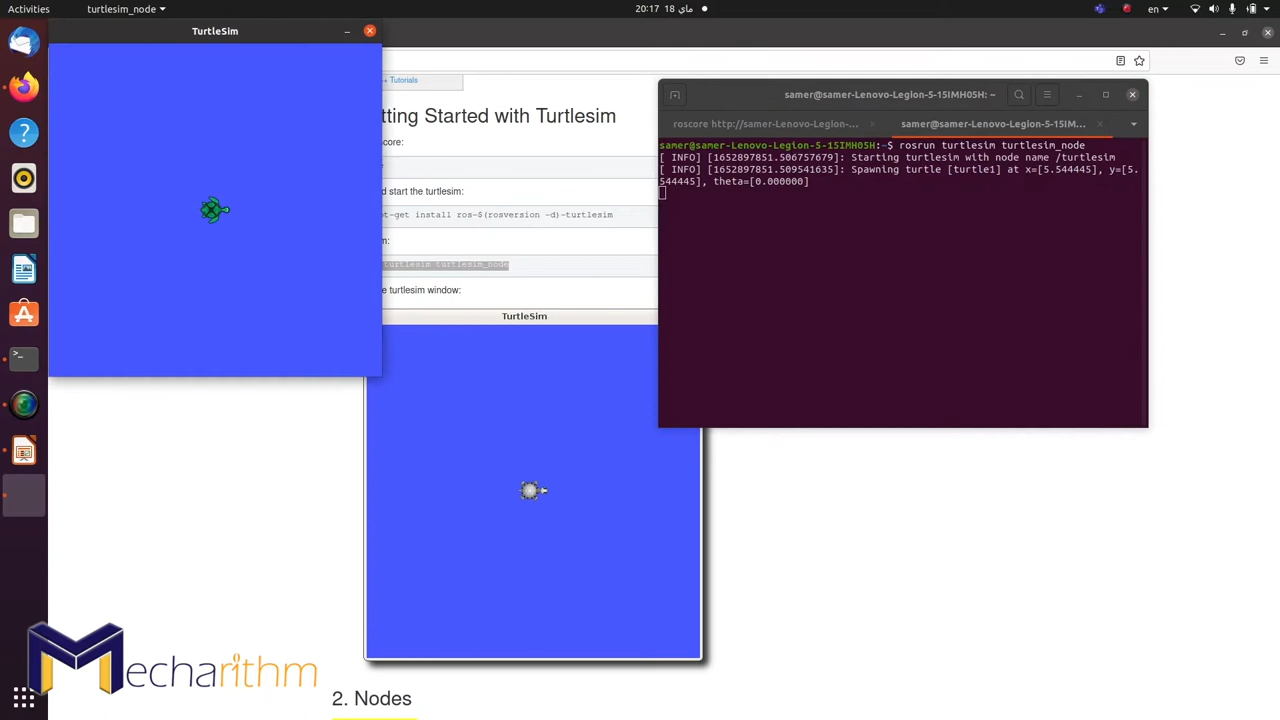 Activities
turtlesim_node
20:17 18 ماي
en
TurtleSim
Tutorials
tting Started with Turtlesim
score:
d start the turtlesim:
pt-get install ros-$(rosversion -d)-turtlesim
m:
turtlesim turtlesim_node
e turtlesim window:
TurtleSim
2. Nodes
samer@samer-Lenovo-Legion-5-15IMH05H: ~
roscore http://samer-Lenovo-Legion-...
samer@samer-Lenovo-Legion-5-15IM...
samer@samer-Lenovo-Legion-5-15IMH05H:~$ rosrun turtlesim turtlesim_node
[ INFO] [1652897851.506757679]: Starting turtlesim with node name /turtlesim
[ INFO] [1652897851.509541635]: Spawning turtle [turtle1] at x=[5.544445], y=[5.
544445], theta=[0.000000]
Mecharithm